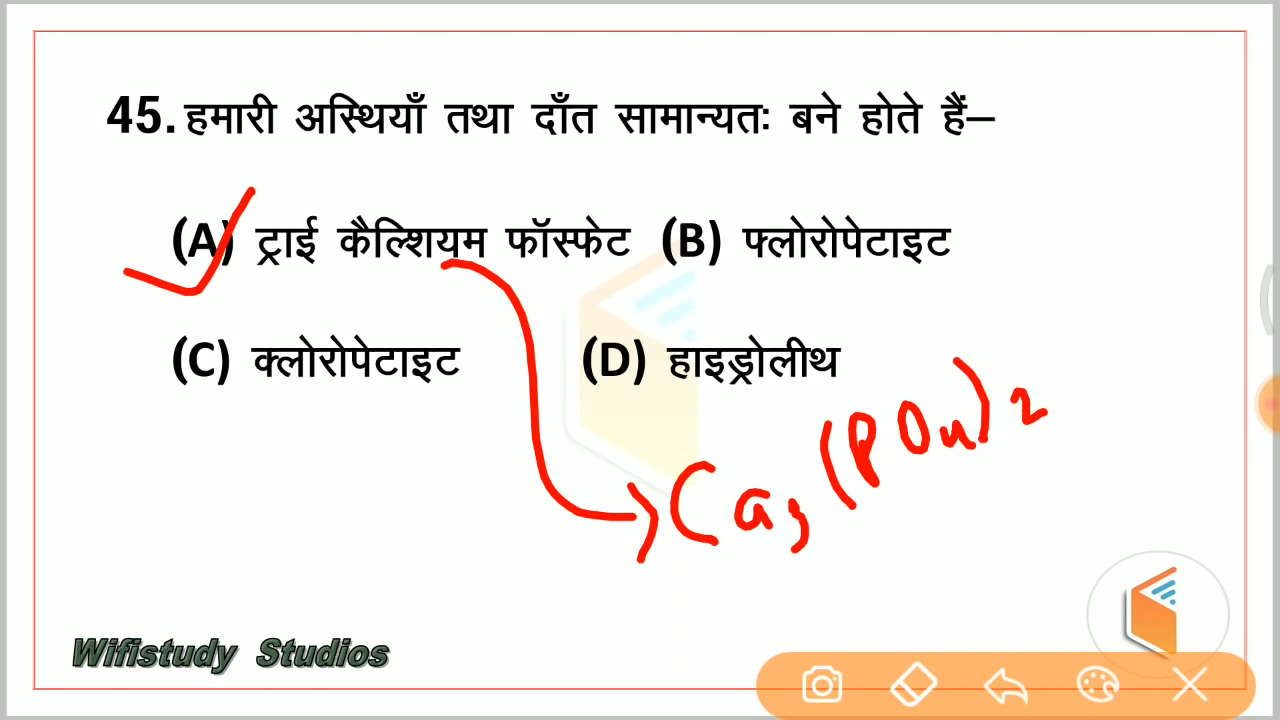 45. हमारी अस्थियाँ तथा दाँत सामान्यतः बने होते हैं–
(A) ट्राई कैल्शियम फॉस्फेट (B) फ्लोरोपेटाइट
(C) क्लोरोपेटाइट (D) हाइड्रोलीथ
Ca3(PO4)2
Wifistudy Studios